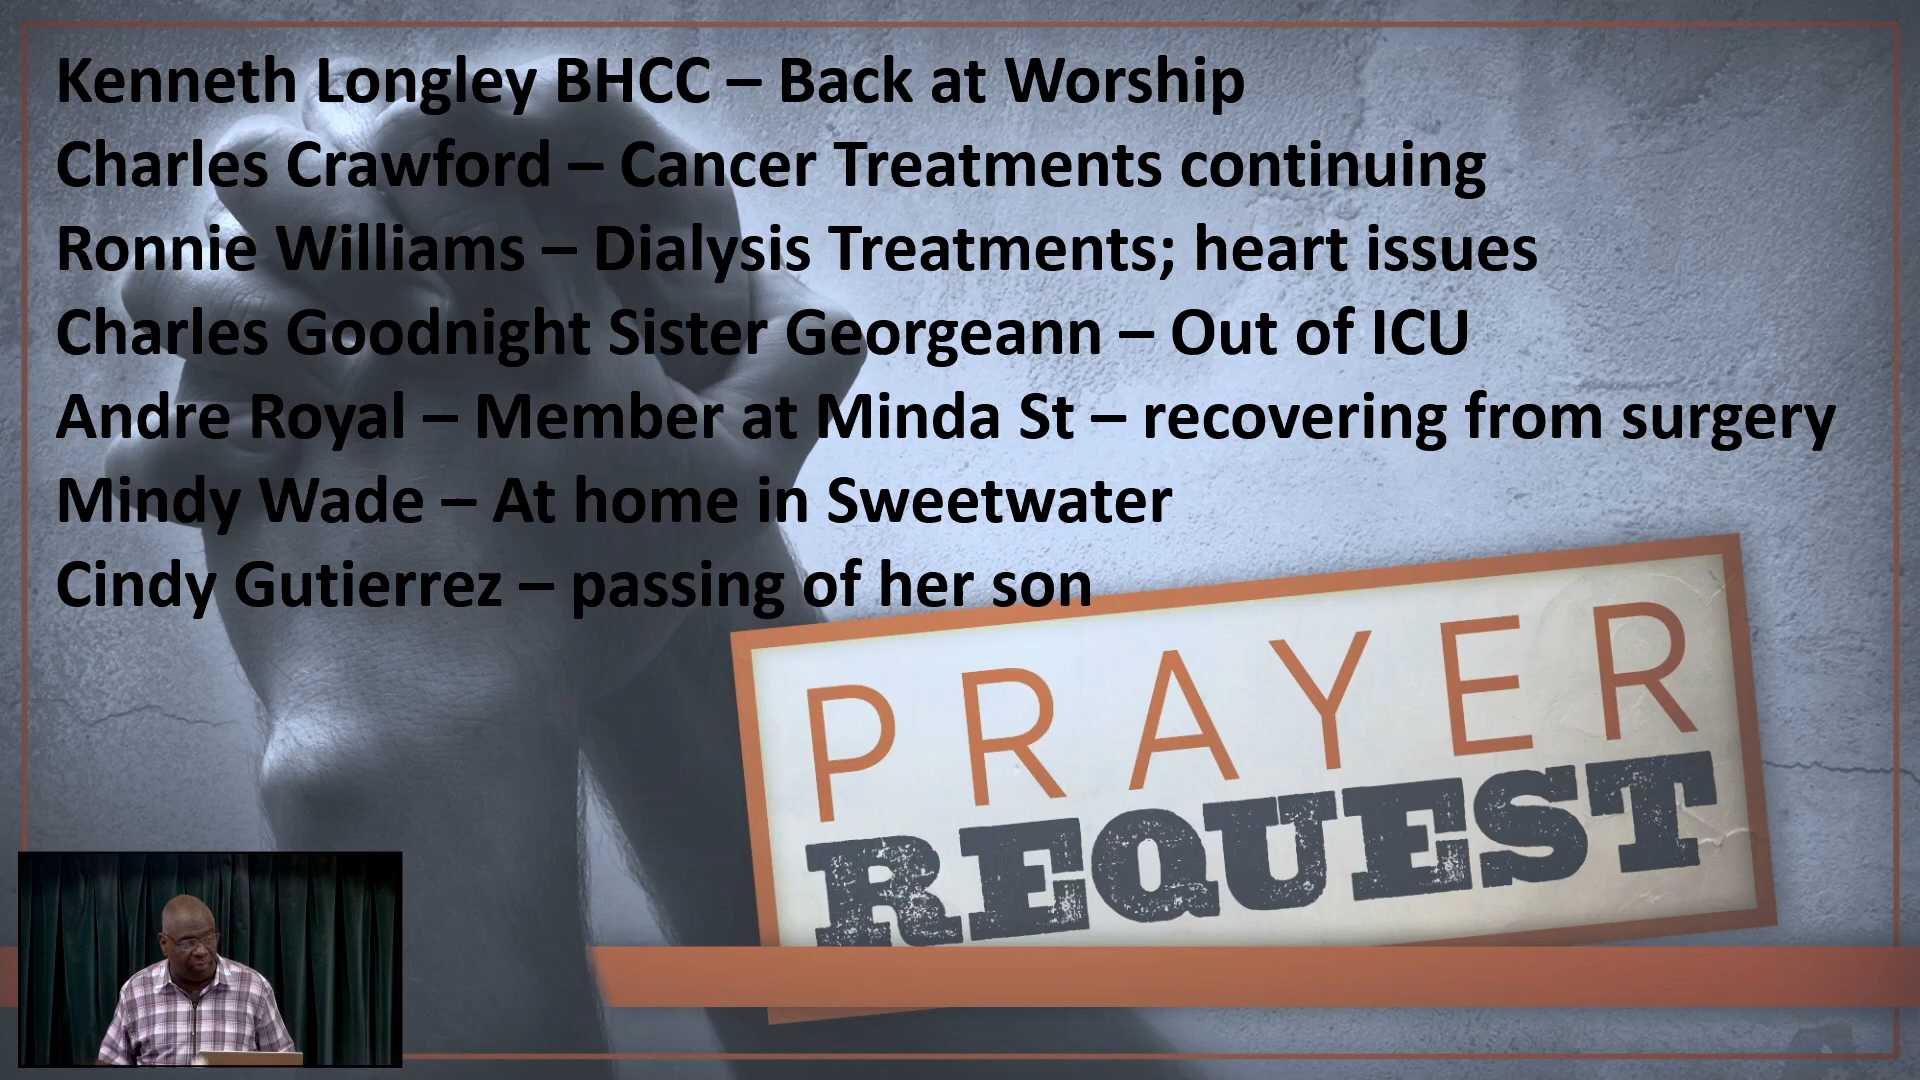 Kenneth Longley BHCC – Back at Worship
Charles Crawford – Cancer Treatments continuing
Ronnie Williams – Dialysis Treatments; heart issues
Charles Goodnight Sister Georgeann – Out of ICU
Andre Royal – Member at Minda St – recovering from surgery
Mindy Wade – At home in Sweetwater
Cindy Gutierrez – passing of her son
PRAYER
REQUEST